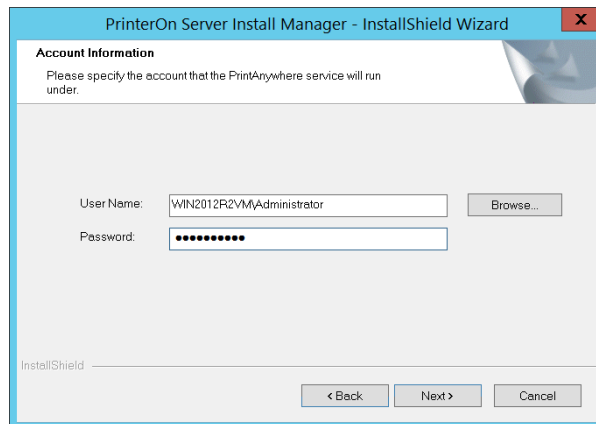 PrinterOn Server Install Manager - InstallShield Wizard
x
Account Information
Please specify the account that the PrintAnywhere service will run
under.
User Name:
WIN2012R2VM\Administrator
Browse...
Password:
●●●●●●●●●●
InstallShield
< Back
Next >
Cancel